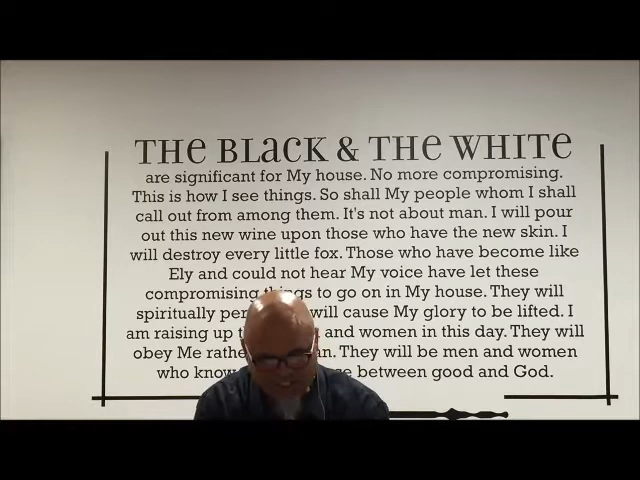 THE BLACK & THE WHITE
are significant for My house. No more compromising.
This is how I see things. So shall My people whom I shall
call out from among them. It's not about man. I will pour
out this new wine upon those who have the new skin. I
will destroy every little fox. Those who have become like
Ely and could not hear My voice have let these
compromising things to go on in My house. They will
spiritually will cause My glory to be lifted. I
am raising up and women in this day. They will
obey Me They will be men and women
who between good and God.